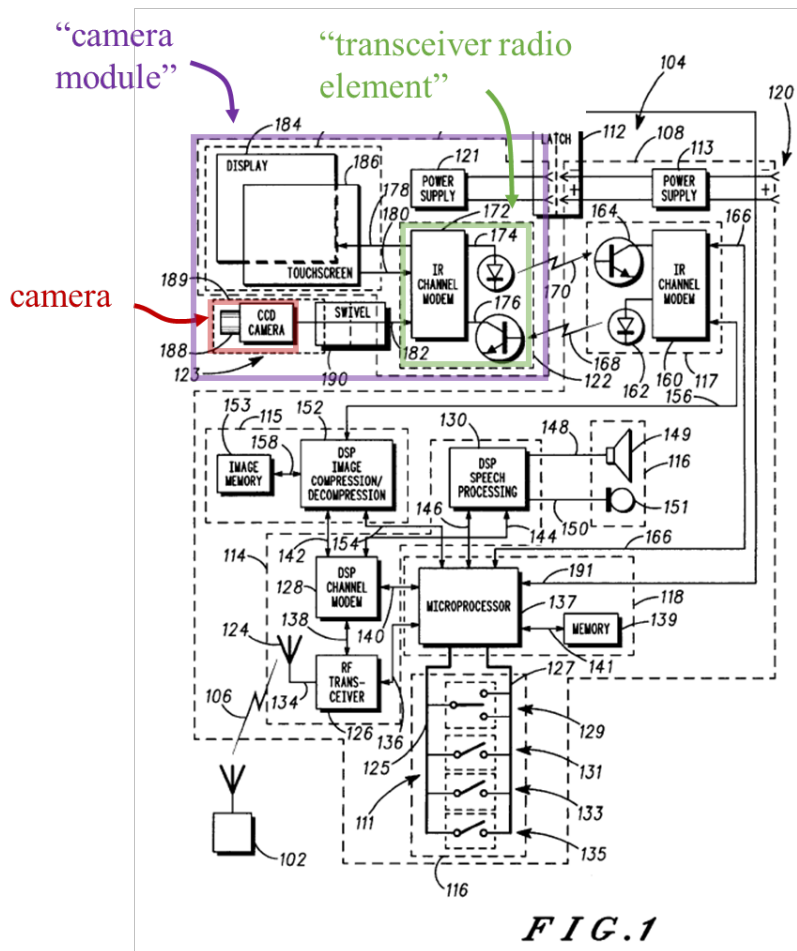 “camera
module”
“transceiver radio
element”
104
120
184
DISPLAY
186
178
180
121
POWER
SUPPLY
LATCH
112
108
113
POWER
SUPPLY
–
+
–
+
172
174
164
166
IR
CHANNEL
MODEM
170
IR
CHANNEL
MODEM
TOUCHSCREEN
camera
189
CCD
CAMERA
SWIVEL
176
188
182
168
123
190
122
162
160
117
156
153
115
152
130
148
149
158
IMAGE
MEMORY
DSP
IMAGE
COMPRESSION/
DECOMPRESSION
DSP
SPEECH
PROCESSING
116
146
150
151
142
154
144
166
114
128
DSP
CHANNEL
MODEM
191
MICROPROCESSOR
118
124
138
140
137
MEMORY
139
RF
TRANS-
CEIVER
127
141
106
134
126
136
125
129
131
111
133
135
102
116
FIG.1